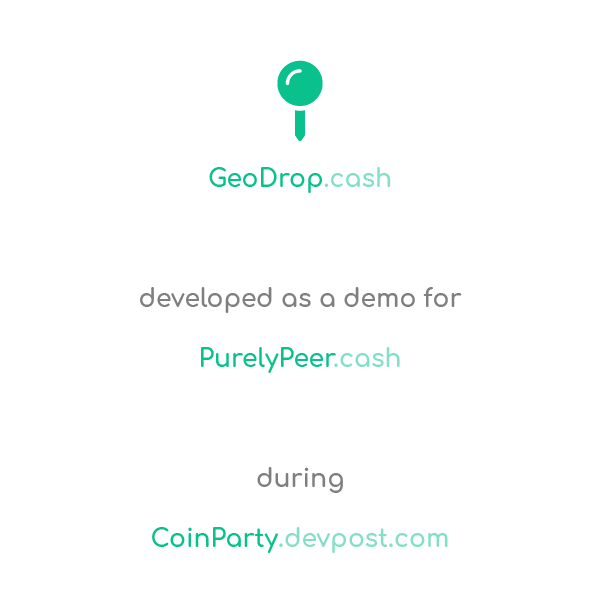 GeoDrop.cash
developed as a demo for
PurelyPeer.cash
during
CoinParty.devpost.com